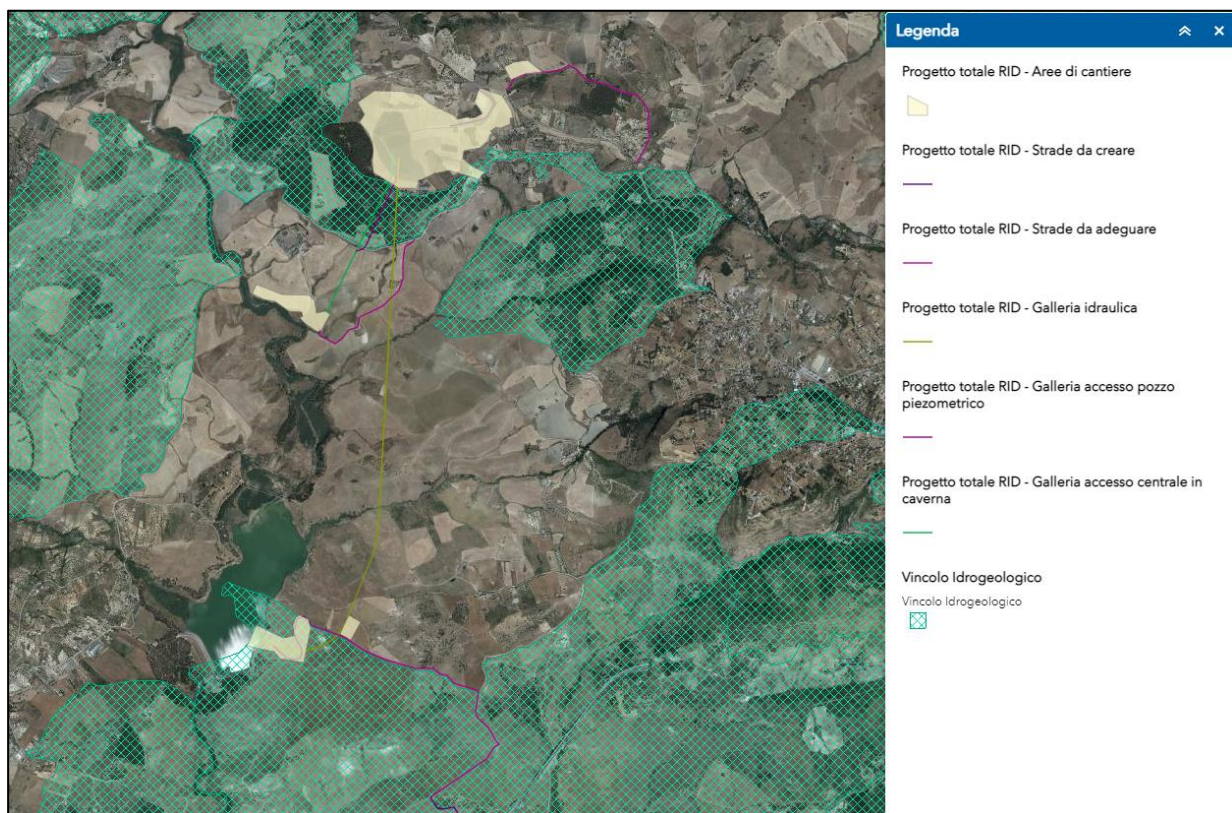 Legenda
Progetto totale RID - Aree di cantiere
Progetto totale RID - Strade da creare
Progetto totale RID - Strade da adeguare
Progetto totale RID - Galleria idraulica
Progetto totale RID - Galleria accesso pozzo
piezometrico
Progetto totale RID - Galleria accesso centrale in
caverna
Vincolo Idrogeologico
Vincolo Idrogeologico